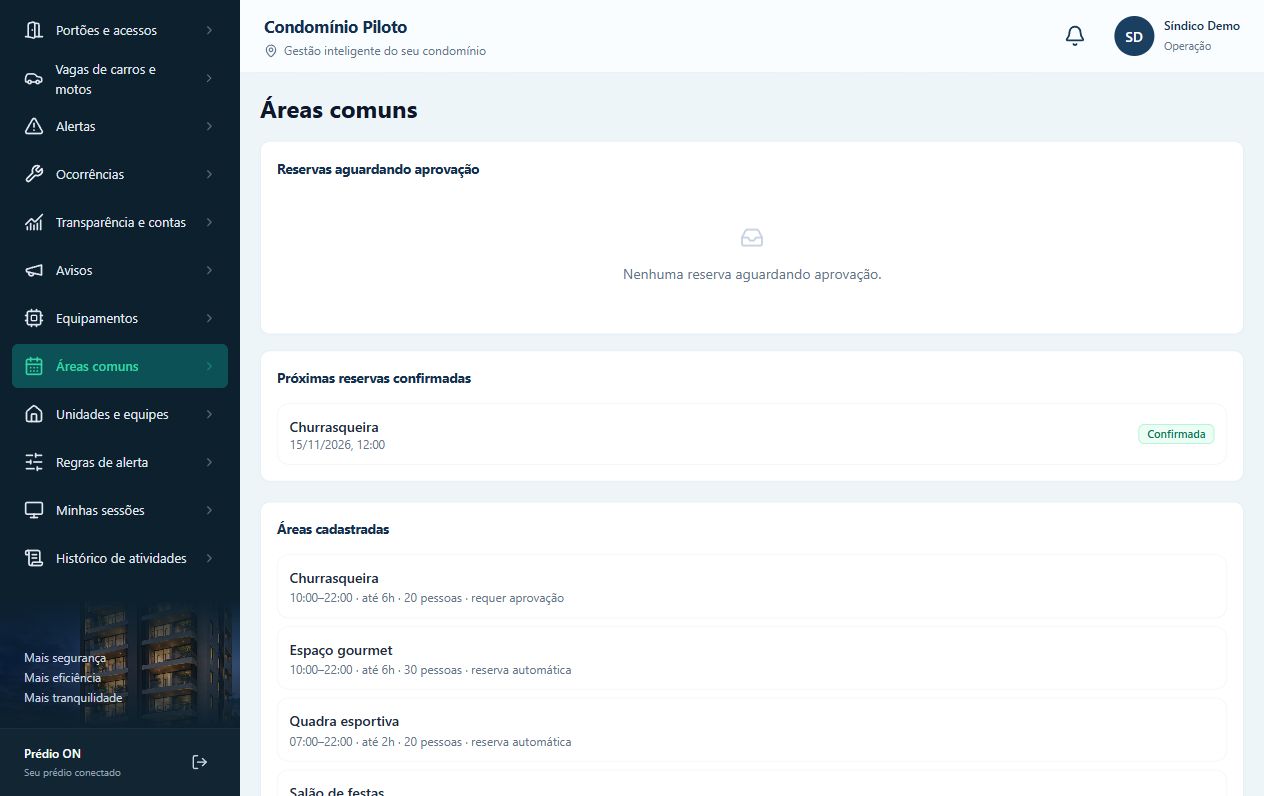 Portões e acessos
Vagas de carros e
motos
Alertas
Ocorrências
Transparência e contas
Avisos
Equipamentos
Áreas comuns
Unidades e equipes
Regras de alerta
Minhas sessões
Histórico de atividades
Mais segurança
Mais eficiência
Mais tranquilidade
Prédio ON
Seu prédio conectado
Condomínio Piloto
Gestão inteligente do seu condomínio
SD
Síndico Demo
Operação
Áreas comuns
Reservas aguardando aprovação
Nenhuma reserva aguardando aprovação.
Próximas reservas confirmadas
Churrasqueira
15/11/2026, 12:00
Confirmada
Áreas cadastradas
Churrasqueira
10:00–22:00 · até 6h · 20 pessoas · requer aprovação
Espaço gourmet
10:00–22:00 · até 6h · 30 pessoas · reserva automática
Quadra esportiva
07:00–22:00 · até 2h · 20 pessoas · reserva automática
Salão de festas